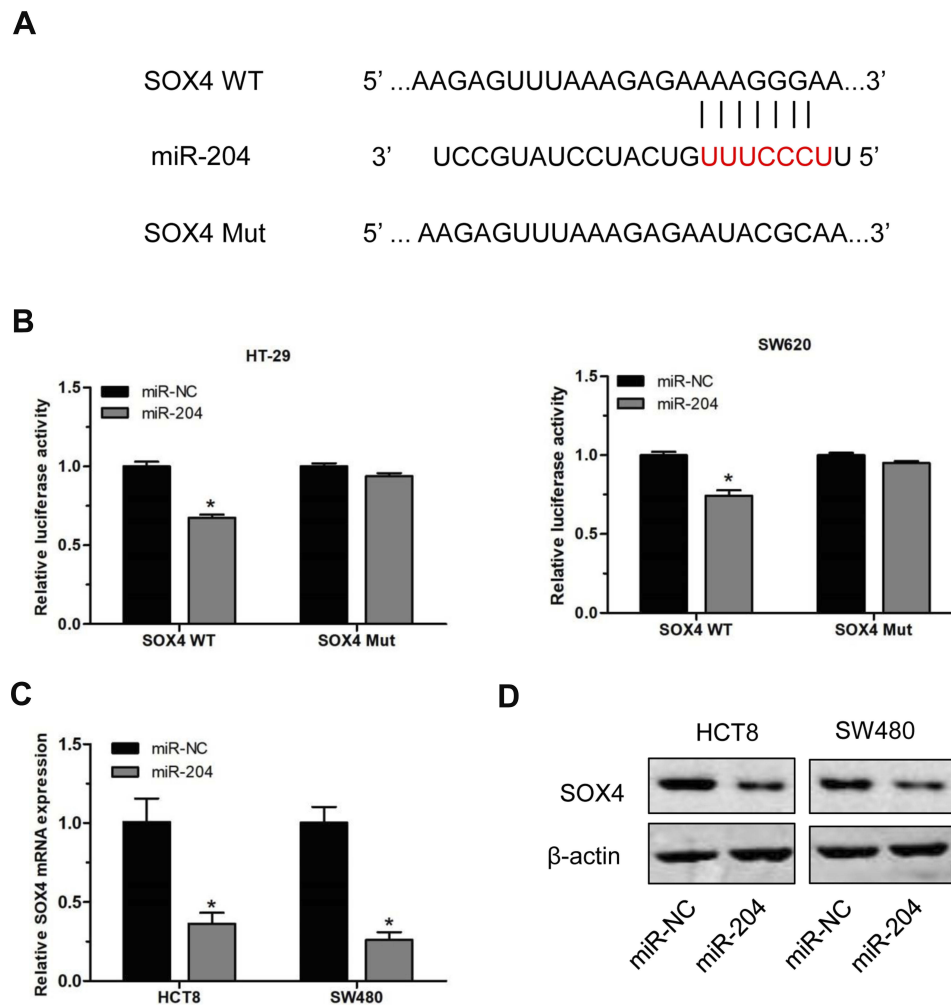 A
SOX4 WT 5’ ...AAGAGUUUAAAGAGAAAAGGGAA...3’
miR-204 3’ UCCGUAUCCUACUGUUUCCCUU 5’
SOX4 Mut 5’ ... AAGAGUUUAAAGAGAAUACGCAA...3’
B
HT-29
1.5
1.0
0.5
0.0
Relative luciferase activity
miR-NC
miR-204
*
SOX4 WT SOX4 Mut
SW620
1.5
1.0
0.5
0.0
Relative luciferase activity
miR-NC
miR-204
*
SOX4 WT SOX4 Mut
C
1.5
1.0
0.5
0.0
Relative SOX4 mRNA expression
miR-NC
miR-204
*
*
HCT8 SW480
D
HCT8 SW480
SOX4
β-actin
miR-NC miR-204 miR-NC miR-204